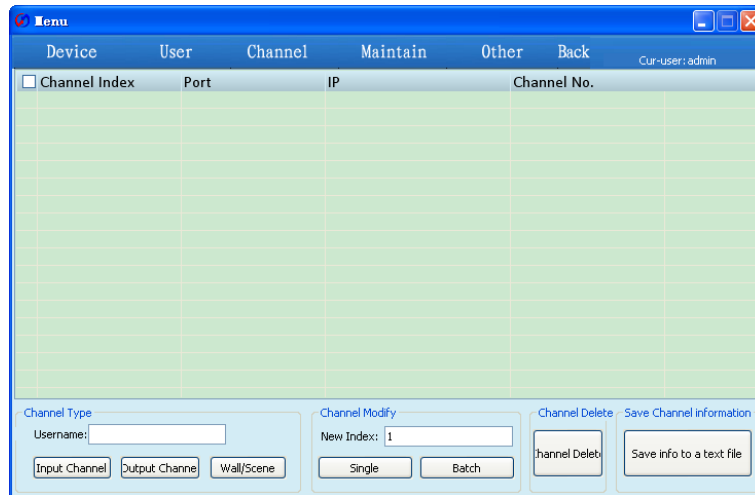 Menu
Device User Channel Maintain Other Back Cur-user: admin
Channel Index Port IP Channel No.
Channel Type Channel Modify Channel Delete Save Channel information
Username: New Index: 1
Input Channel Output Channe Wall/Scene Single Batch hannel Delet Save info to a text file